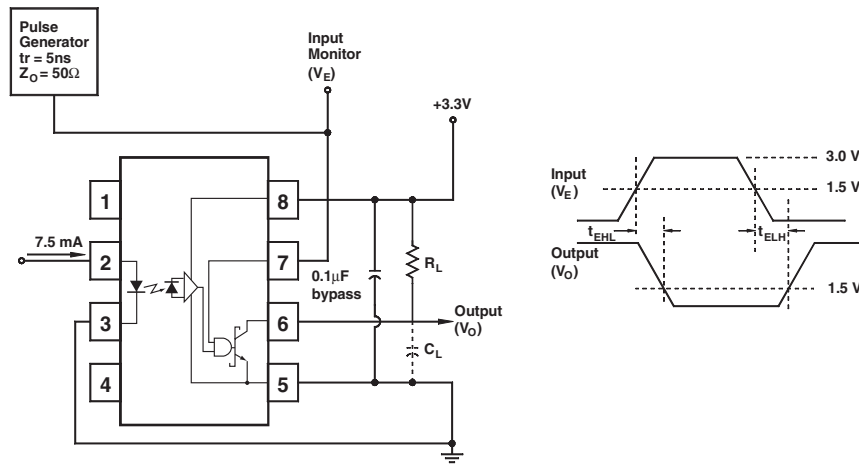 Pulse
Generator
tr = 5ns
ZO = 50Ω
Input
Monitor
(VE)
+3.3V
1
2
3
4
8
7
6
5
7.5 mA
0.1μF
bypass
RL
Output
(VO)
CL
Input
(VE)
3.0 V
1.5 V
tEHL
tELH
Output
(VO)
1.5 V